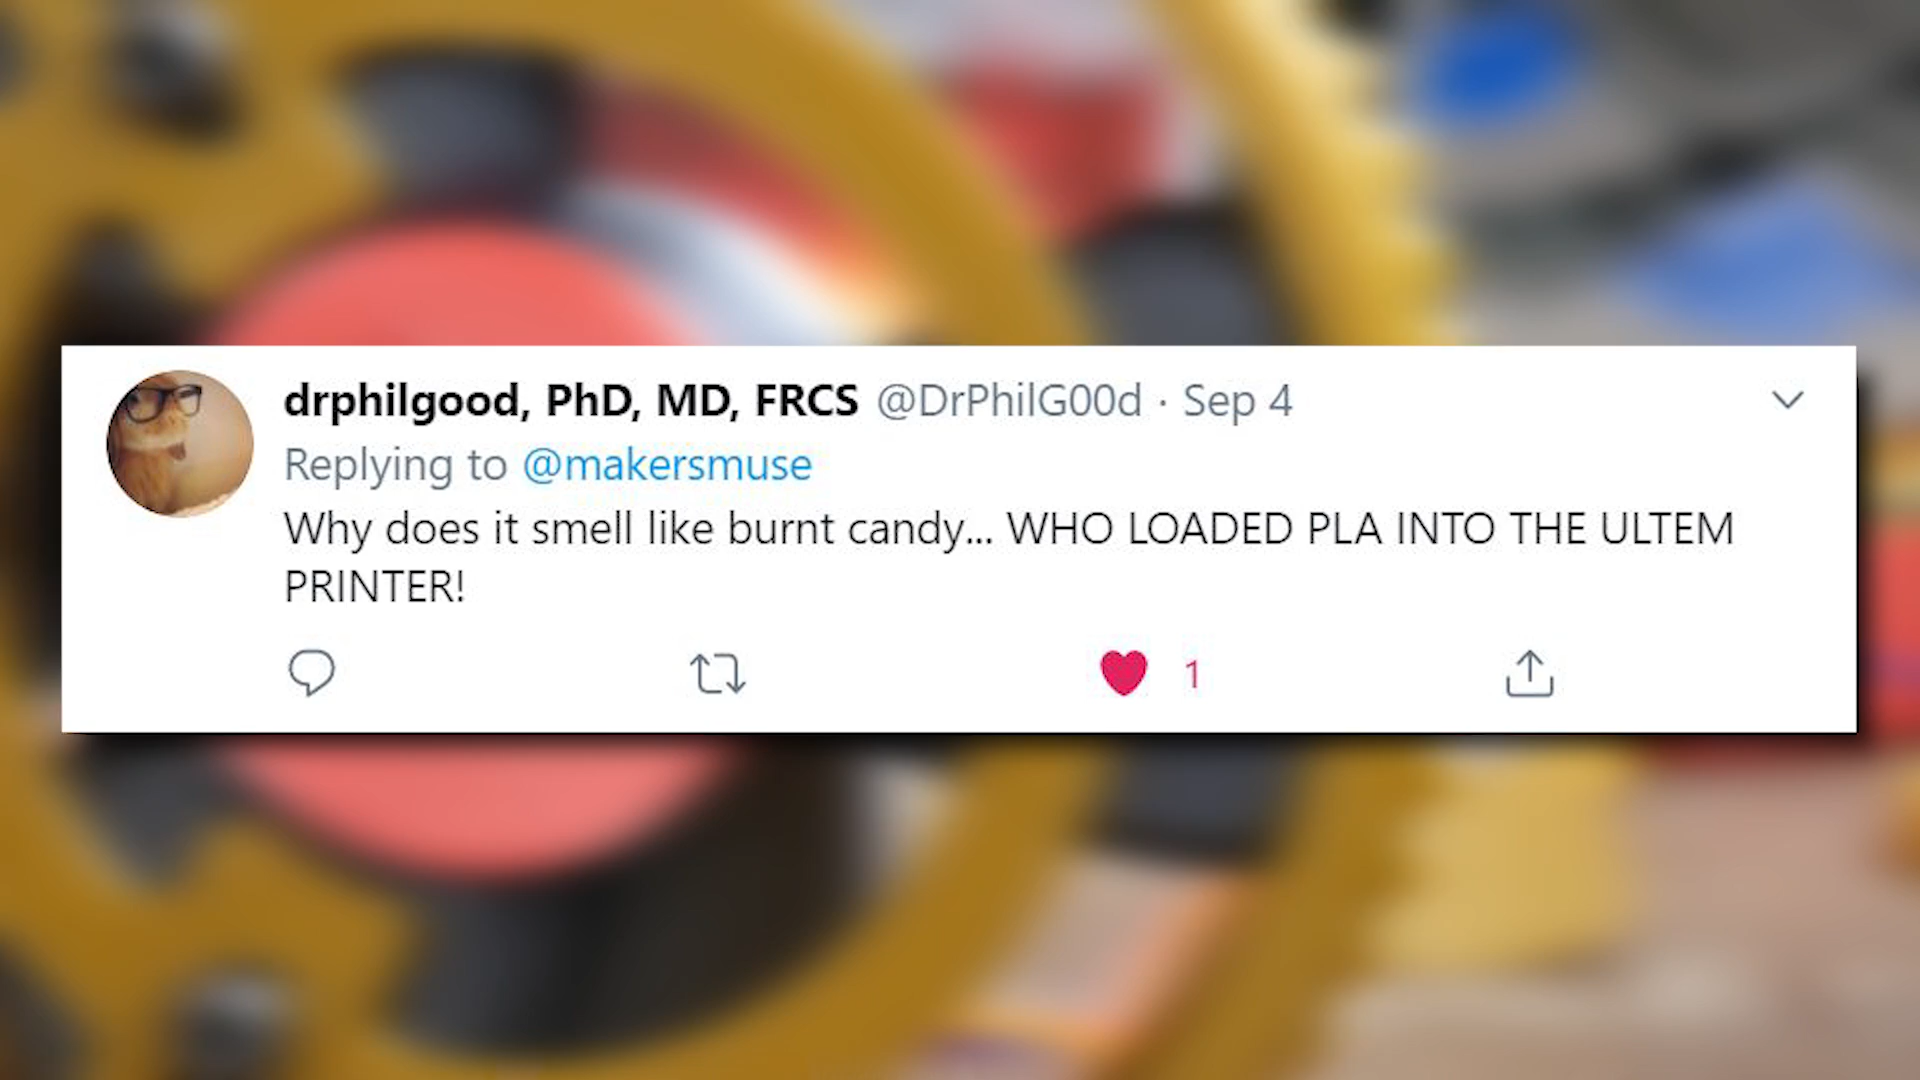 drphilgood, PhD, MD, FRCS @DrPhilG00d · Sep 4
Replying to @makersmuse
Why does it smell like burnt candy... WHO LOADED PLA INTO THE ULTEM
PRINTER!
1